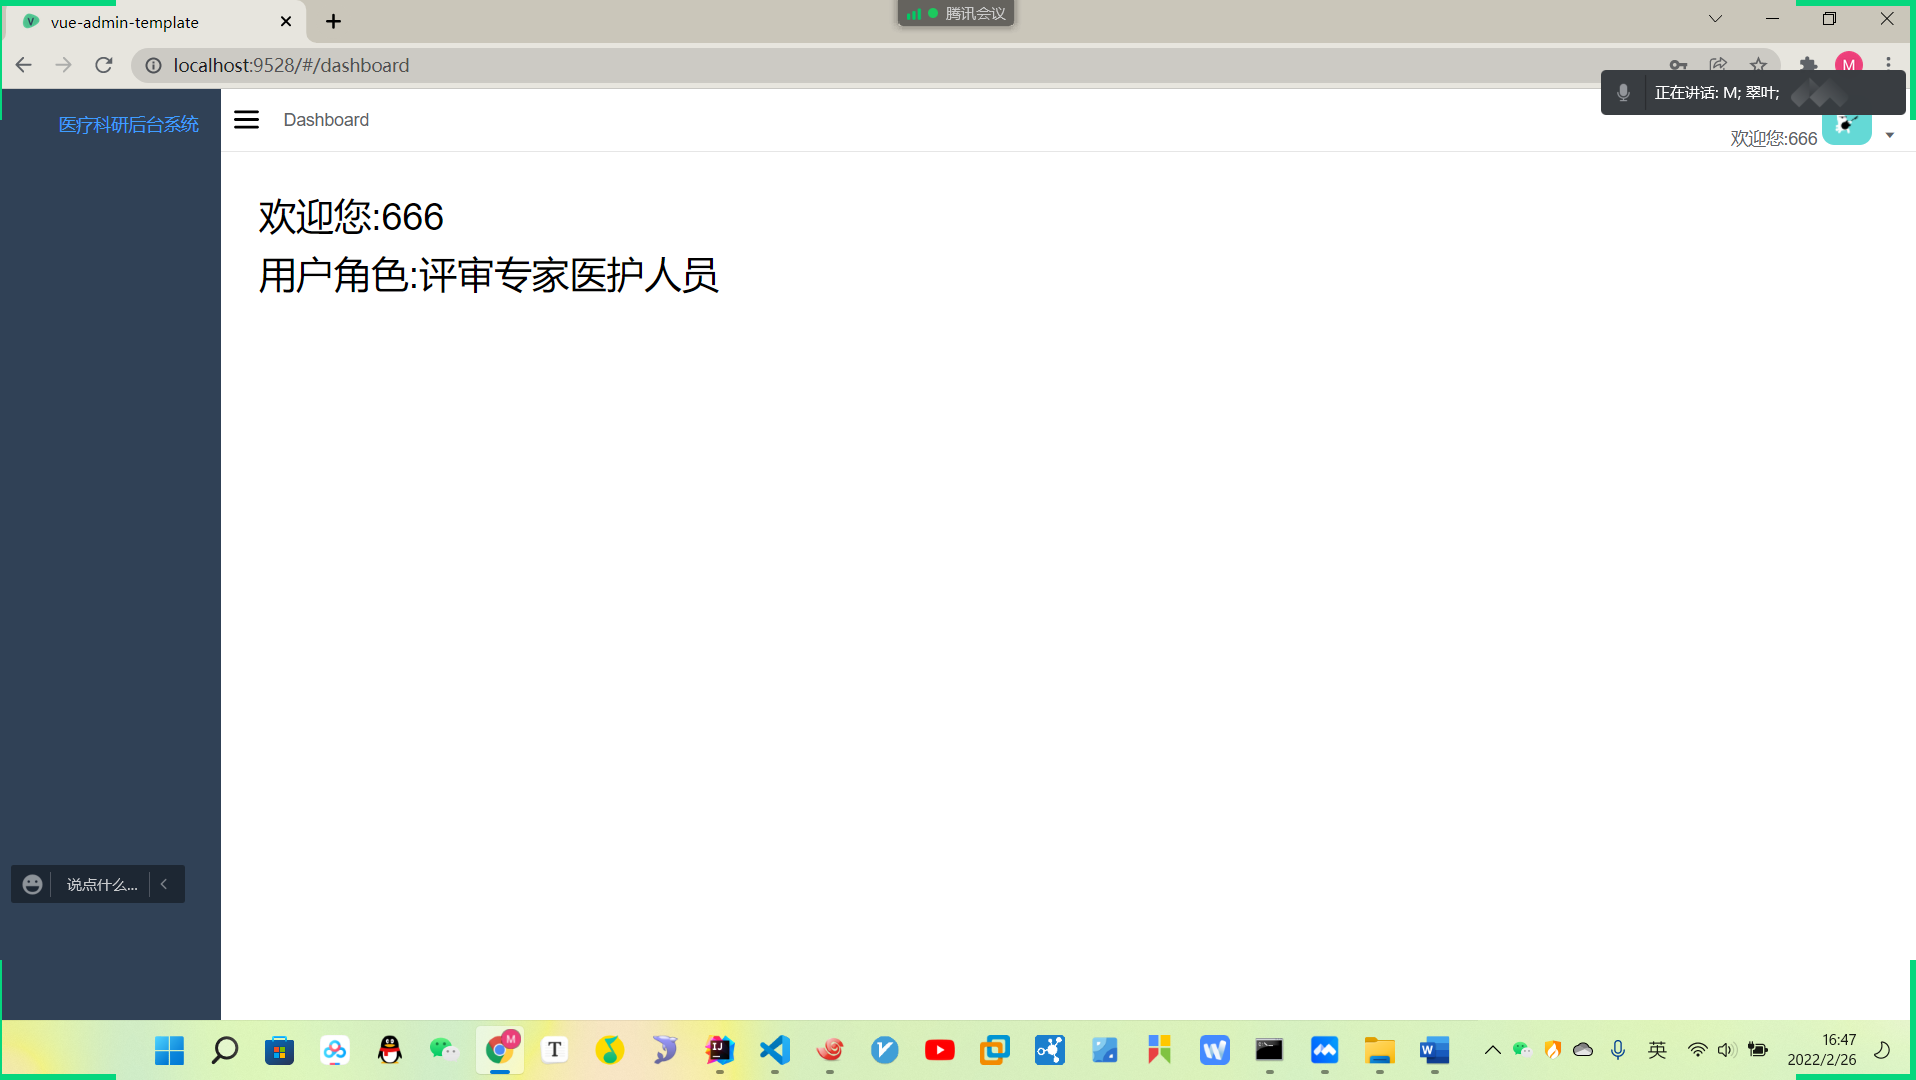 vue-admin-template
腾讯会议
localhost:9528/#/dashboard
M
正在讲话: M; 翠叶;
医疗科研后台系统
Dashboard
欢迎您:666
欢迎您:666
用户角色:评审专家医护人员
说点什么...
M
T
IJ
W
英
16:47
2022/2/26